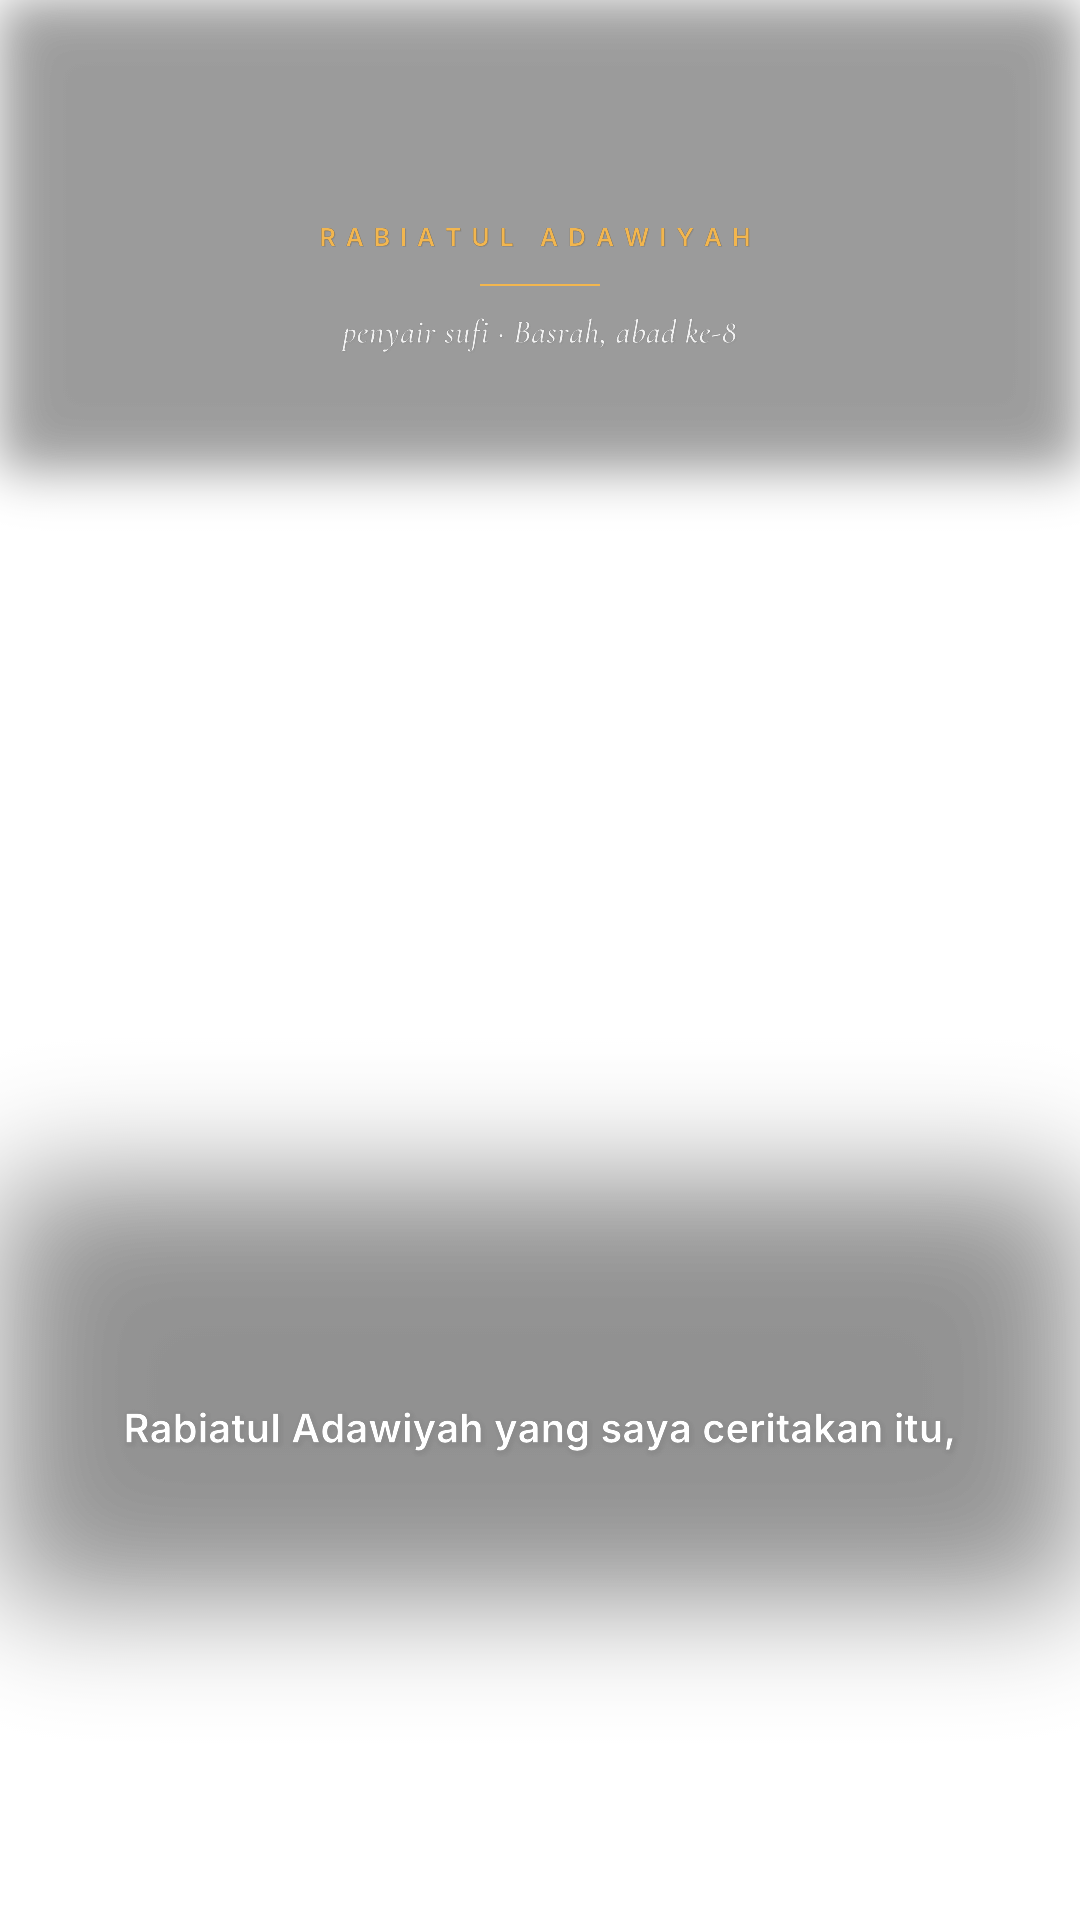 RABIATUL ADAWIYAH
penyair sufi · Basrah, abad ke-8
Rabiatul Adawiyah yang saya ceritakan itu,